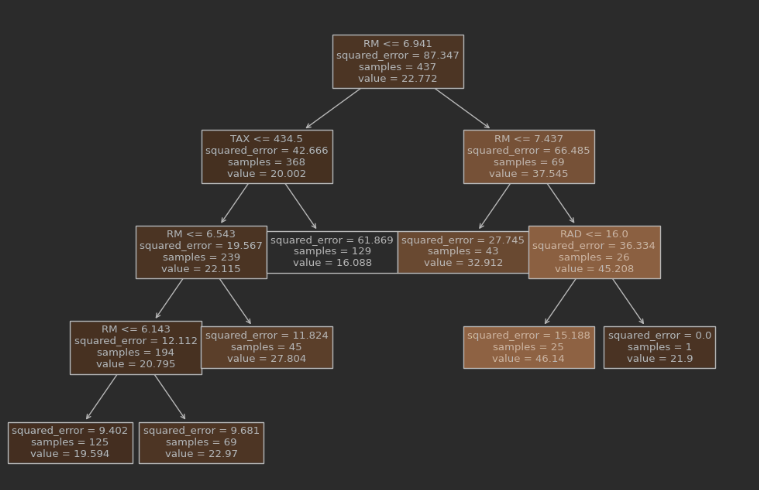 RM <= 6.941
squared_error = 87.347
samples = 437
value = 22.772
TAX <= 434.5
squared_error = 42.666
samples = 368
value = 20.002
RM <= 7.437
squared_error = 66.485
samples = 69
value = 37.545
RM <= 6.543
squared_error = 19.567
samples = 239
value = 22.115
squared_error = 61.869
samples = 129
value = 16.088
squared_error = 27.745
samples = 43
value = 32.912
RAD <= 16.0
squared_error = 36.334
samples = 26
value = 45.208
RM <= 6.143
squared_error = 12.112
samples = 194
value = 20.795
squared_error = 11.824
samples = 45
value = 27.804
squared_error = 15.188
samples = 25
value = 46.14
squared_error = 0.0
samples = 1
value = 21.9
squared_error = 9.402
samples = 125
value = 19.594
squared_error = 9.681
samples = 69
value = 22.97